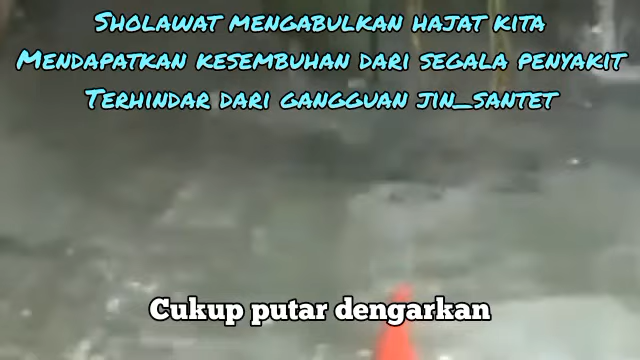 Sholawat mengabulkan hajat kita
Mendapatkan kesembuhan dari segala penyakit
Terhindar dari gangguan jin_santet
Cukup putar dengarkan